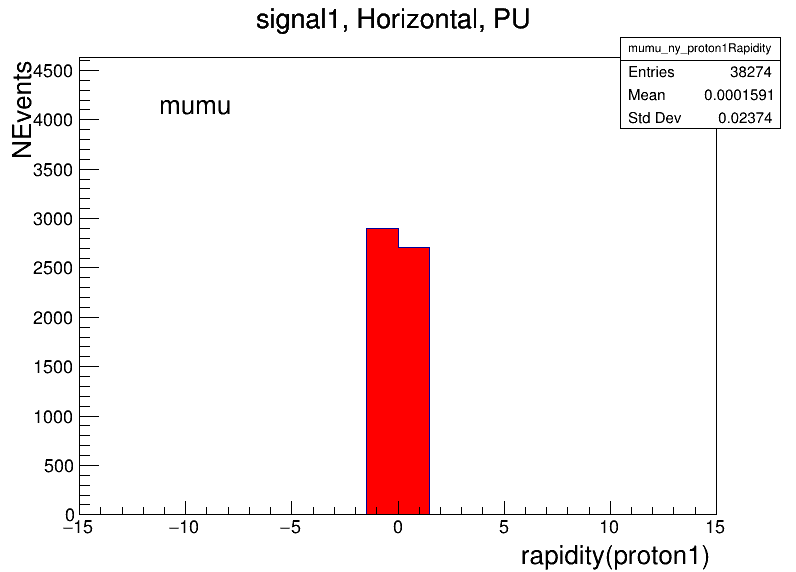 signal1, Horizontal, PU
mumu_ny_proton1Rapidity
Entries 38274
Mean 0.0001591
Std Dev 0.02374
NEvents
mumu
4500
4000
3500
3000
2500
2000
1500
1000
500
0
−15 −10 −5 0 5 10 15
rapidity(proton1)